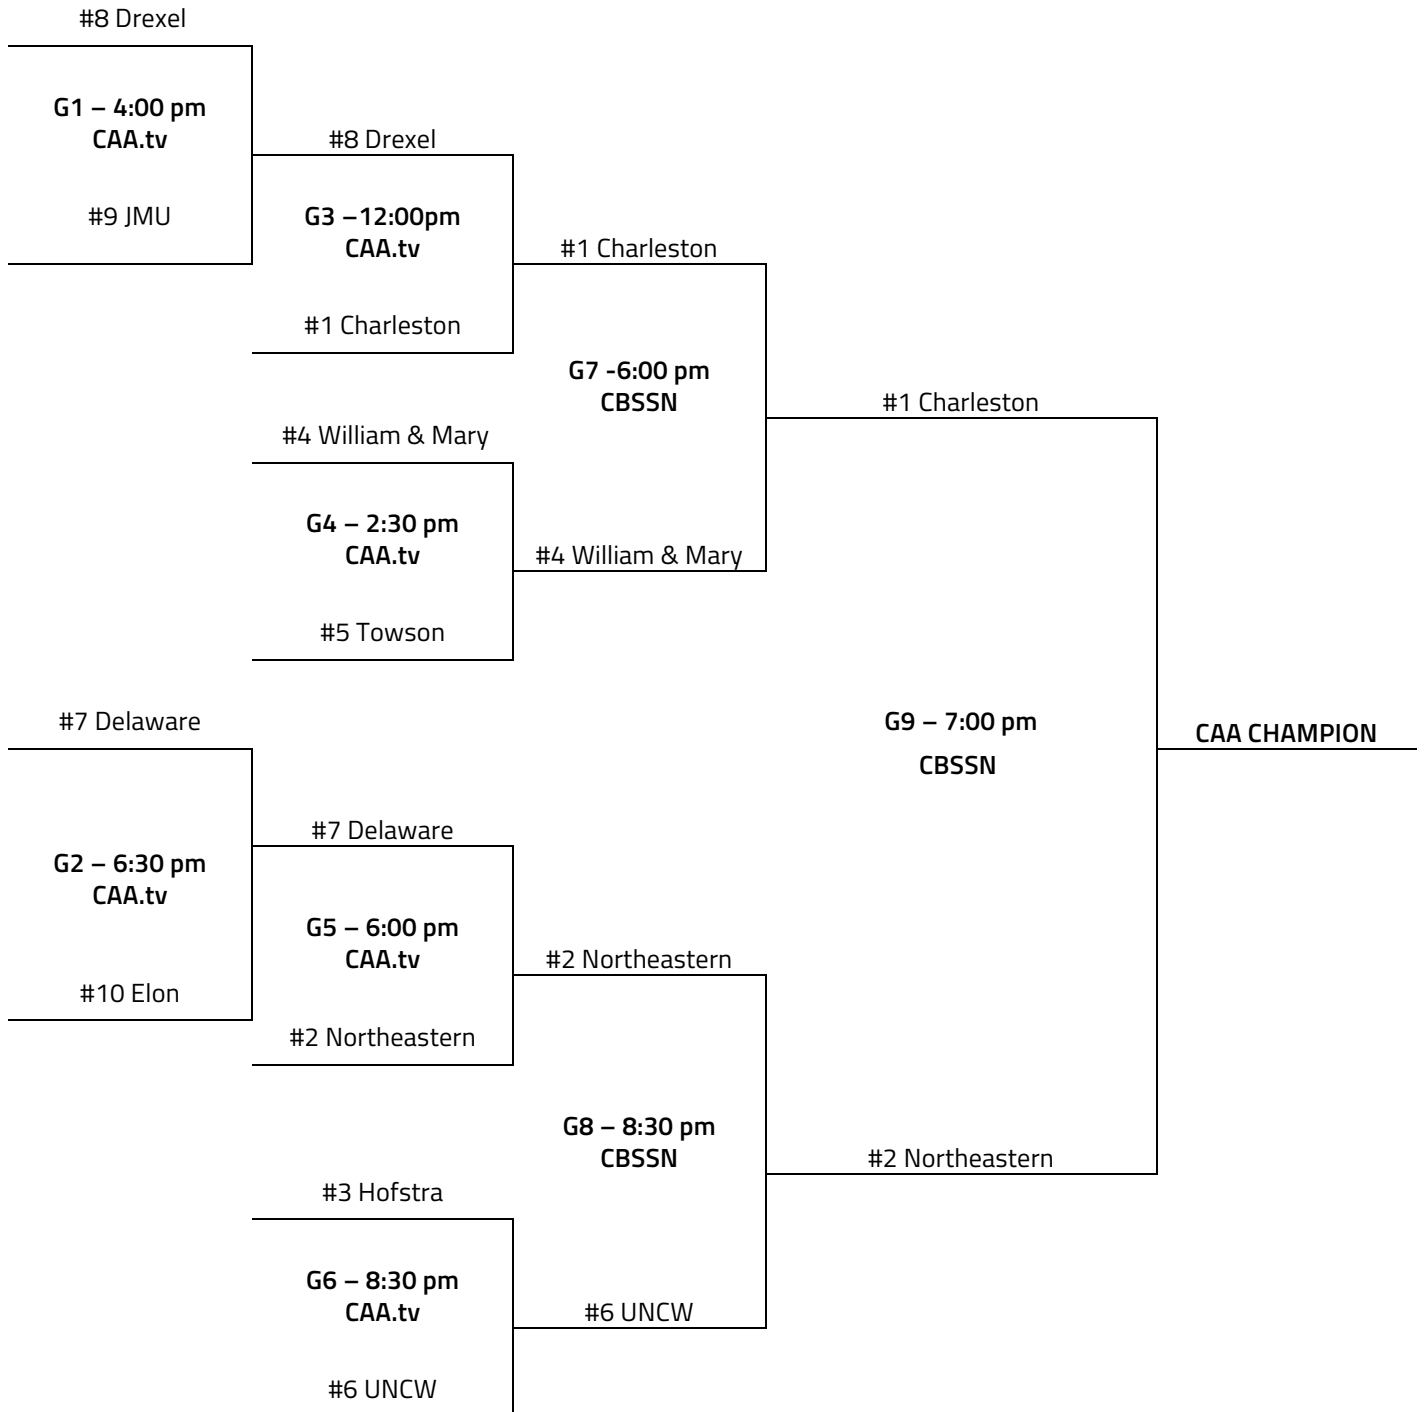 #8 Drexel
G1 – 4:00 pm
CAA.tv
#9 JMU
#8 Drexel
G3 –12:00pm
CAA.tv
#1 Charleston
#1 Charleston
G7 -6:00 pm
CBSSN
#4 William & Mary
G4 – 2:30 pm
CAA.tv
#5 Towson
#4 William & Mary
#1 Charleston
#7 Delaware
G2 – 6:30 pm
CAA.tv
#10 Elon
#7 Delaware
G5 – 6:00 pm
CAA.tv
#2 Northeastern
#2 Northeastern
G8 – 8:30 pm
CBSSN
#3 Hofstra
G6 – 8:30 pm
CAA.tv
#6 UNCW
#6 UNCW
#2 Northeastern
G9 – 7:00 pm
CBSSN
CAA CHAMPION